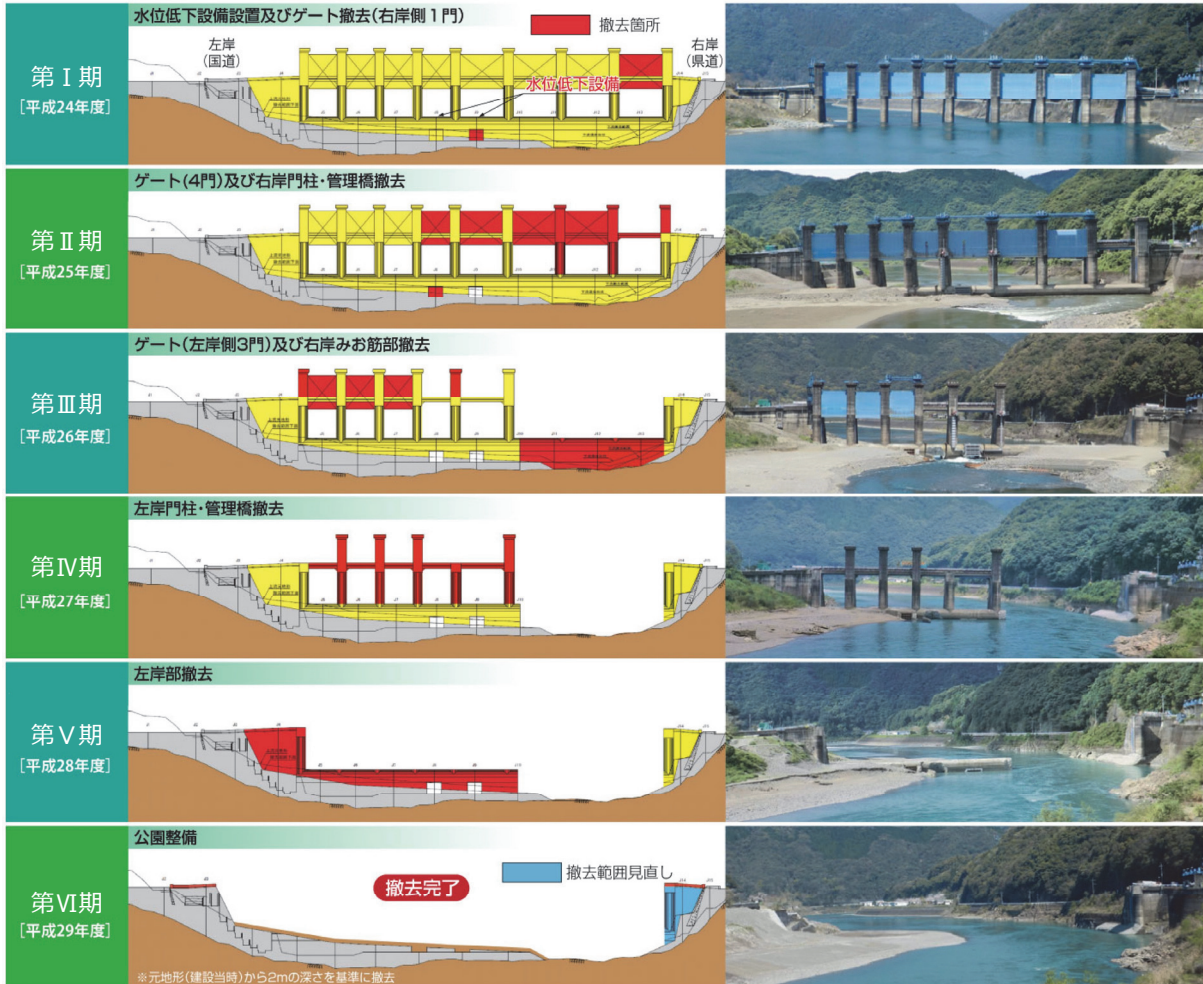 水位低下設備設置及びゲート撤去(右岸側1門)
撤去箇所
左岸
(国道)
右岸
(県道)
水位低下設備
第Ⅰ期
[平成24年度]
ゲート(4門)及び右岸門柱・管理橋撤去
第Ⅱ期
[平成25年度]
ゲート(左岸側3門)及び右岸みお筋部撤去
第Ⅲ期
[平成26年度]
左岸門柱・管理橋撤去
第Ⅳ期
[平成27年度]
左岸部撤去
第Ⅴ期
[平成28年度]
公園整備
撤去完了
撤去範囲見直し
第Ⅵ期
[平成29年度]
※元地形(建設当時)から2mの深さを基準に撤去